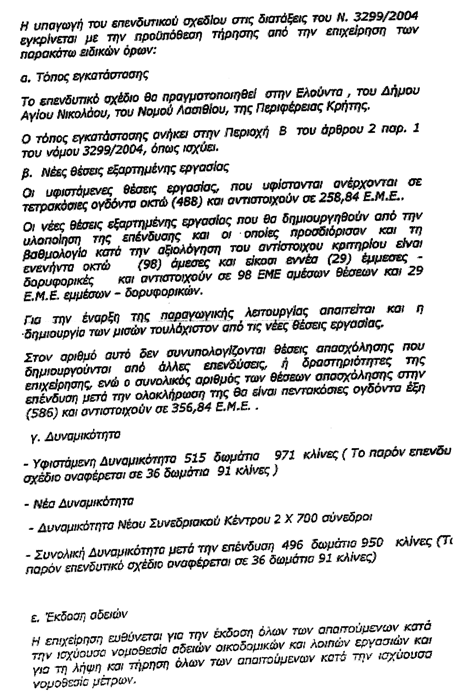 Η υπαγωγή του επενδυτικού σχεδίου στις διατάξεις του Ν. 3299/2004
εγκρίνεται με την προϋπόθεση τήρησης από την επιχείρηση των
παρακάτω ειδικών όρων:
α. Τόπος εγκατάστασης
Το επενδυτικό σχέδιο θα πραγματοποιηθεί στην Ελούντα , του Δήμου
Αγίου Νικολάου, του Νομού Λασιθίου, της Περιφέρειας Κρήτης.
Ο τόπος εγκατάστασης ανήκει στην Περιοχή Β του άρθρου 2 παρ. 1
του νόμου 3299/2004, όπως ισχύει.
β. Νέες θέσεις εξαρτημένης εργασίας
Οι υφιστάμενες θέσεις εργασίας, που υφίστανται ανέρχονται σε
τετρακόσιες ογδόντα οκτώ (488) και αντιστοιχούν σε 258,84 Ε.Μ.Ε..
Οι νέες θέσεις εξαρτημένης εργασίας που θα δημιουργηθούν από την
υλοποίηση της επένδυσης και οι οποίες προσδιόρισαν και τη
βαθμολογία κατά την αξιολόγηση του αντίστοιχου κριτηρίου είναι
ενενήντα οκτώ (98) άμεσες και είκοσι εννέα (29) έμμεσες -
δορυφορικές και αντιστοιχούν σε 98 ΕΜΕ αμέσων θέσεων και 29
Ε.Μ.Ε. εμμέσων – δορυφορικών.
Για την έναρξη της παραγωγικής λειτουργίας απαιτείται και η
δημιουργία των μισών τουλάχιστον από τις νέες θέσεις εργασίας.
Στον αριθμό αυτό δεν συνυπολογίζονται θέσεις απασχόλησης που
δημιουργούνται από άλλες επενδύσεις, ή δραστηριότητες της
επιχείρησης, ενώ ο συνολικός αριθμός των θέσεων απασχόλησης στην
επένδυση μετά την ολοκλήρωση της θα είναι πεντακόσιες ογδόντα έξη
(586) και αντιστοιχούν σε 356,84 Ε.Μ.Ε. .
γ. Δυναμικότητα
- Υφιστάμενη Δυναμικότητα 515 δωμάτια 971 κλίνες ( Το παρόν επενδυ
σχέδιο αναφέρεται σε 36 δωμάτια 91 κλίνες )
- Νέα Δυναμικότητα
- Δυναμικότητα Νέου Συνεδριακού Κέντρου 2 Χ 700 σύνεδροι
- Συνολική Δυναμικότητα μετά την επένδυση 496 δωμάτια 950 κλίνες (Το
παρόν επενδυτικό σχέδιο αναφέρεται σε 36 δωμάτια 91 κλίνες)
ε. Έκδοση αδειών
Η επιχείρηση ευθύνεται για την έκδοση όλων των απαιτούμενων κατά
την ισχύουσα νομοθεσία αδειών οικοδομικών και λοιπών εργασιών και
για τη λήψη και τήρηση όλων των απαιτούμενων κατά την ισχύουσα
νομοθεσία μέτρων.